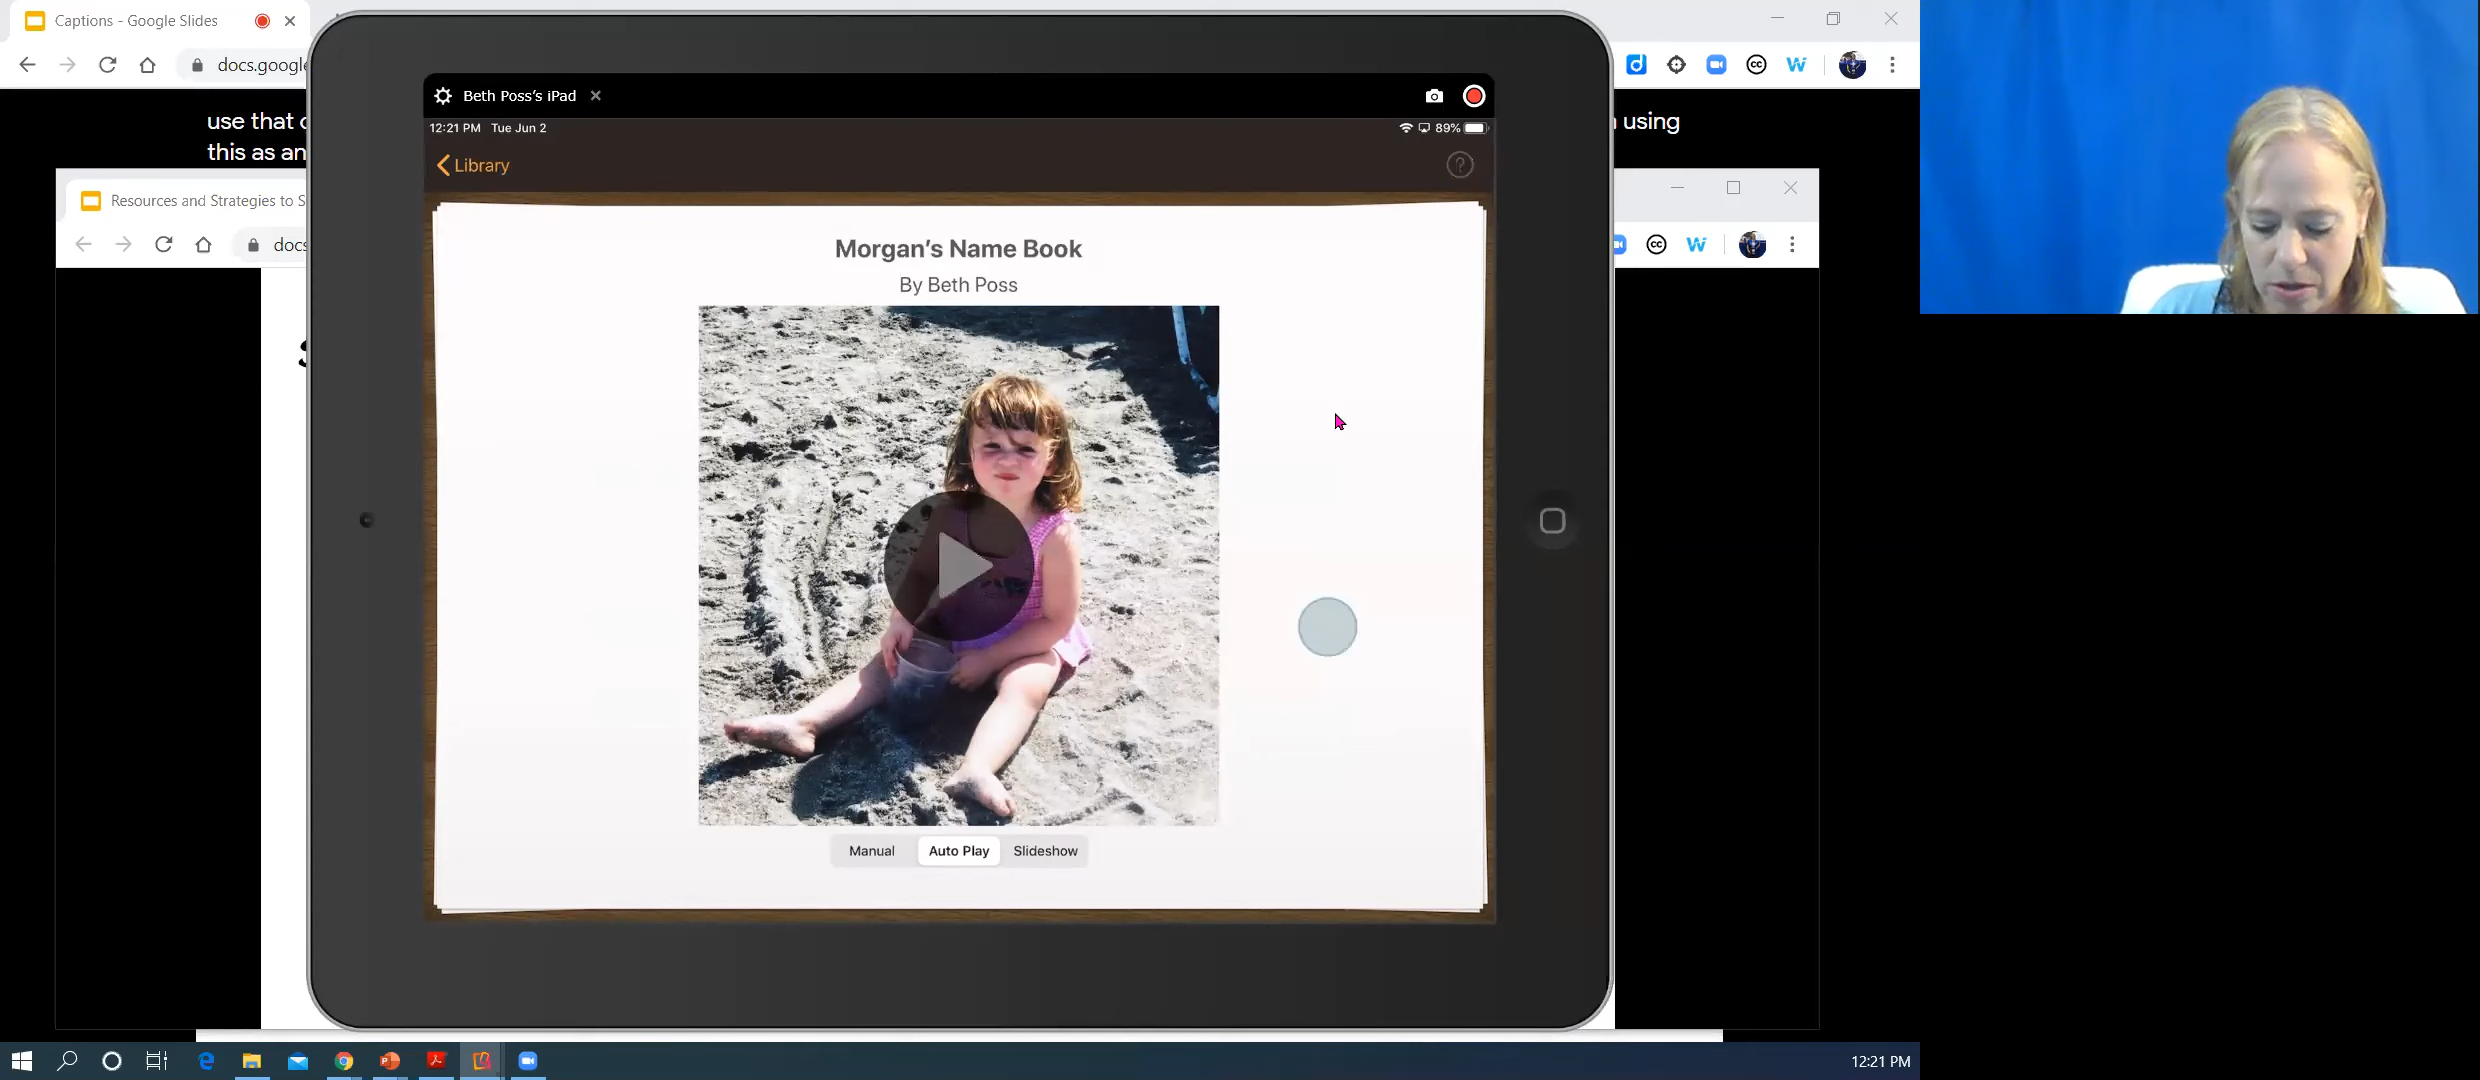 Captions - Google Slides
docs.google
use that
using
this as an
Beth Poss's iPad
12:21 PM Tue Jun 2
89%
Library
Resources and Strategies to S
docs
Morgan's Name Book
By Beth Poss
Manual
Auto Play
Slideshow
12:21 PM